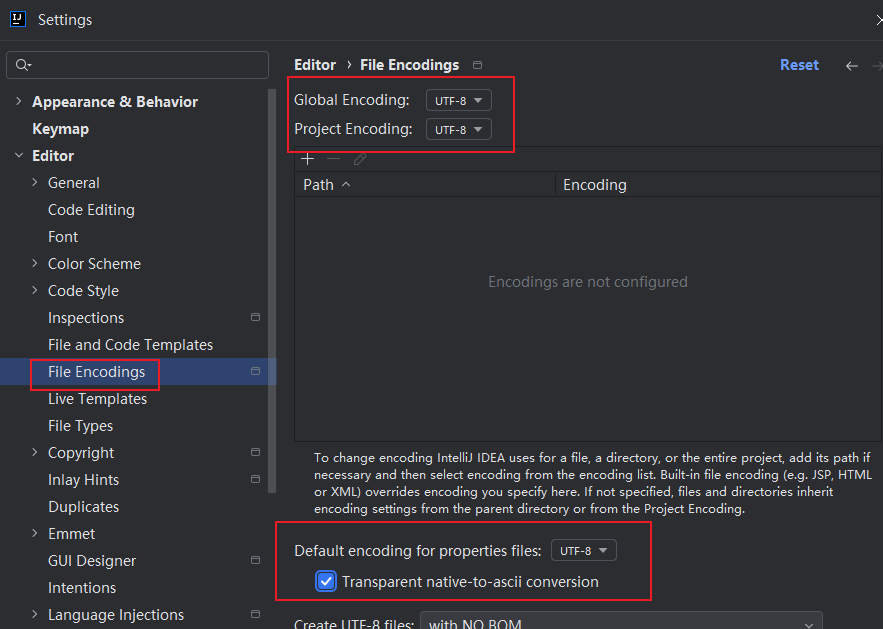 Settings
Editor › File Encodings
Reset
Appearance & Behavior
Keymap
Editor
General
Code Editing
Font
Color Scheme
Code Style
Inspections
File and Code Templates
File Encodings
Live Templates
File Types
Copyright
Inlay Hints
Duplicates
Emmet
GUI Designer
Intentions
Language Injections
Global Encoding: UTF-8
Project Encoding: UTF-8
Path Encoding
Encodings are not configured
To change encoding IntelliJ IDEA uses for a file, a directory, or the entire project, add its path if
necessary and then select encoding from the encoding list. Built-in file encoding (e.g. JSP, HTML
or XML) overrides encoding you specify here. If not specified, files and directories inherit
encoding settings from the parent directory or from the Project Encoding.
Default encoding for properties files: UTF-8
Transparent native-to-ascii conversion
Create UTF-8 files: with NO BOM